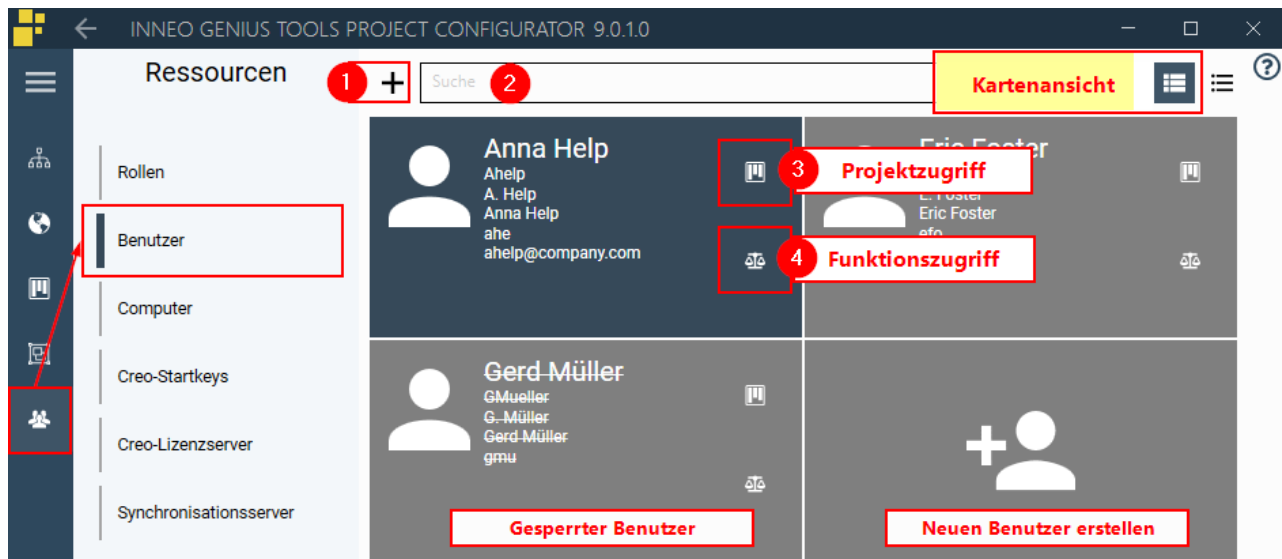 INNEO GENIUS TOOLS PROJECT CONFIGURATOR 9.0.1.0
Ressourcen
1
Suche
2
Kartenansicht
Rollen
Benutzer
Computer
Creo-Startkeys
Creo-Lizenzserver
Synchronisationsserver
Anna Help
Ahelp
A. Help
Anna Help
ahe
ahelp@company.com
3
Projektzugriff
4
Funktionszugriff
Eric Foster
E. Foster
Eric Foster
efo
Gerd Müller
GMueller
G. Müller
Gerd Müller
gmu
Gesperrter Benutzer
Neuen Benutzer erstellen